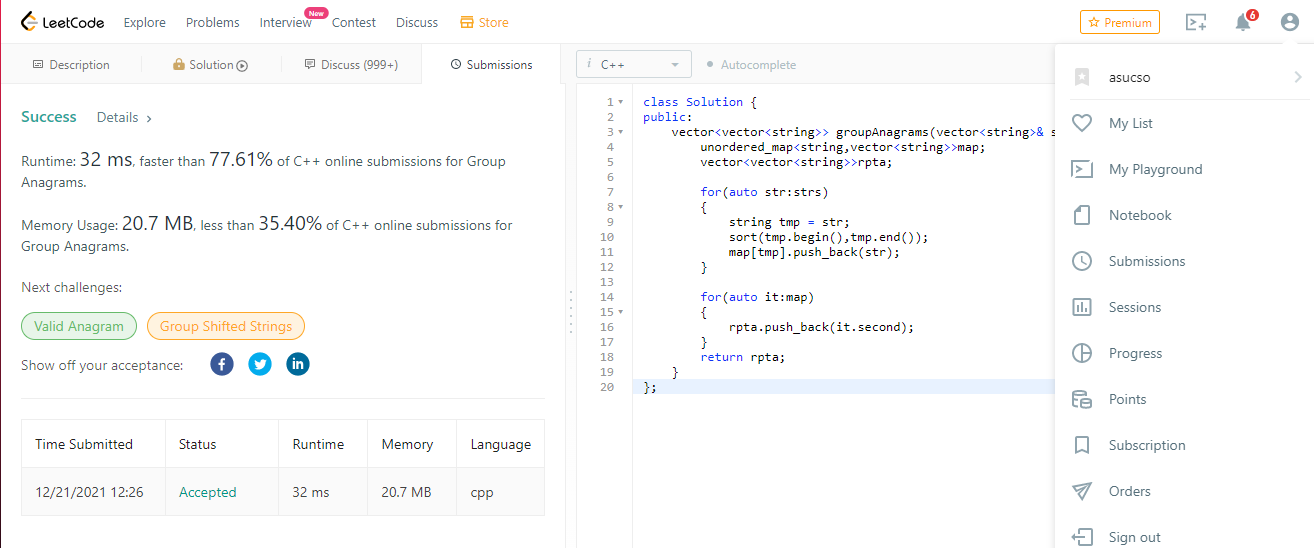 LeetCode Explore Problems Interview New Contest Discuss Store Premium 6
Description Solution Discuss (999+) Submissions
i C++ Autocomplete
Success Details >
Runtime: 32 ms, faster than 77.61% of C++ online submissions for Group
Anagrams.
Memory Usage: 20.7 MB, less than 35.40% of C++ online submissions for
Group Anagrams.
Next challenges:
Valid Anagram Group Shifted Strings
Show off your acceptance:
Time Submitted Status Runtime Memory Language
12/21/2021 12:26 Accepted 32 ms 20.7 MB cpp
1 class Solution {
2 public:
3 vector<vector<string>> groupAnagrams(vector<string>& s
4 unordered_map<string,vector<string>>map;
5 vector<vector<string>>rpta;
6
7 for(auto str:strs)
8 {
9 string tmp = str;
10 sort(tmp.begin(),tmp.end());
11 map[tmp].push_back(str);
12 }
13
14 for(auto it:map)
15 {
16 rpta.push_back(it.second);
17 }
18 return rpta;
19 }
20 };
asucso
My List
My Playground
Notebook
Submissions
Sessions
Progress
Points
Subscription
Orders
Sign out